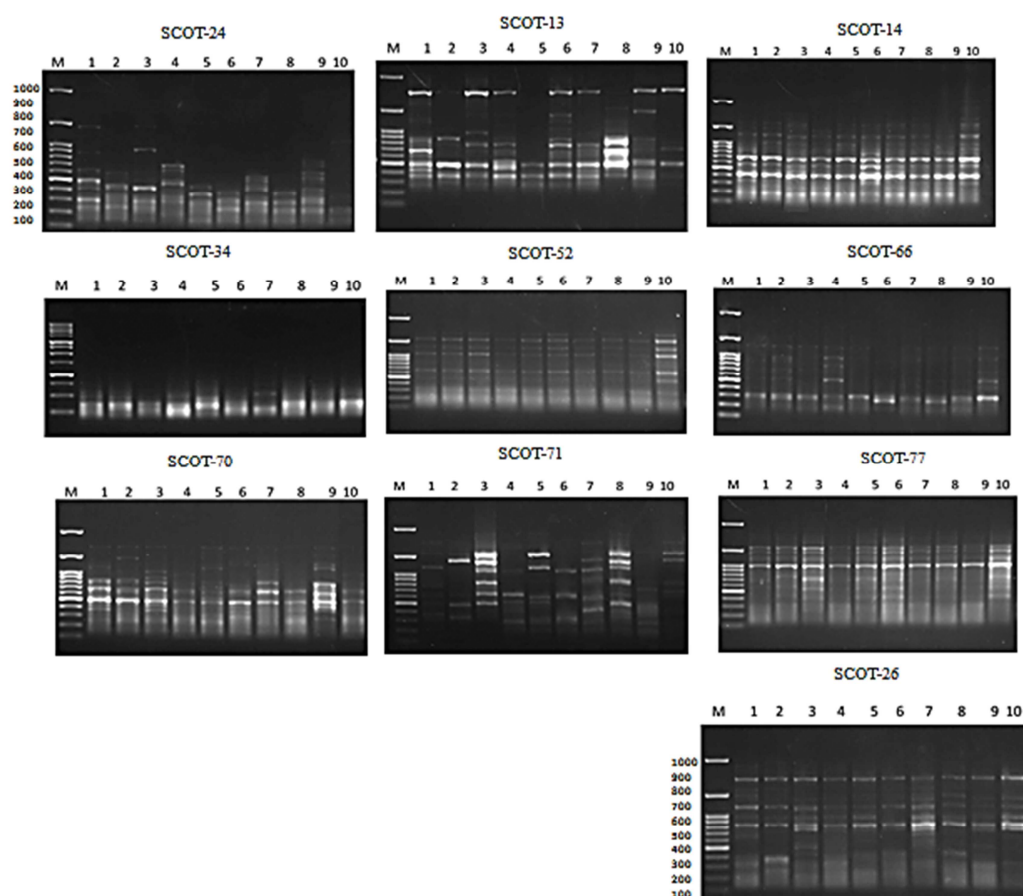 SCOT-24
M 1 2 3 4 5 6 7 8 9 10
1000
900
800
700
600
500
400
300
200
100
SCOT-13
M 1 2 3 4 5 6 7 8 9 10
SCOT-14
M 1 2 3 4 5 6 7 8 9 10
SCOT-34
M 1 2 3 4 5 6 7 8 9 10
SCOT-52
M 1 2 3 4 5 6 7 8 9 10
SCOT-66
M 1 2 3 4 5 6 7 8 9 10
SCOT-70
M 1 2 3 4 5 6 7 8 9 10
SCOT-71
M 1 2 3 4 5 6 7 8 9 10
SCOT-77
M 1 2 3 4 5 6 7 8 9 10
SCOT-26
M 1 2 3 4 5 6 7 8 9 10
1000
900
800
700
600
500
400
300
200
100